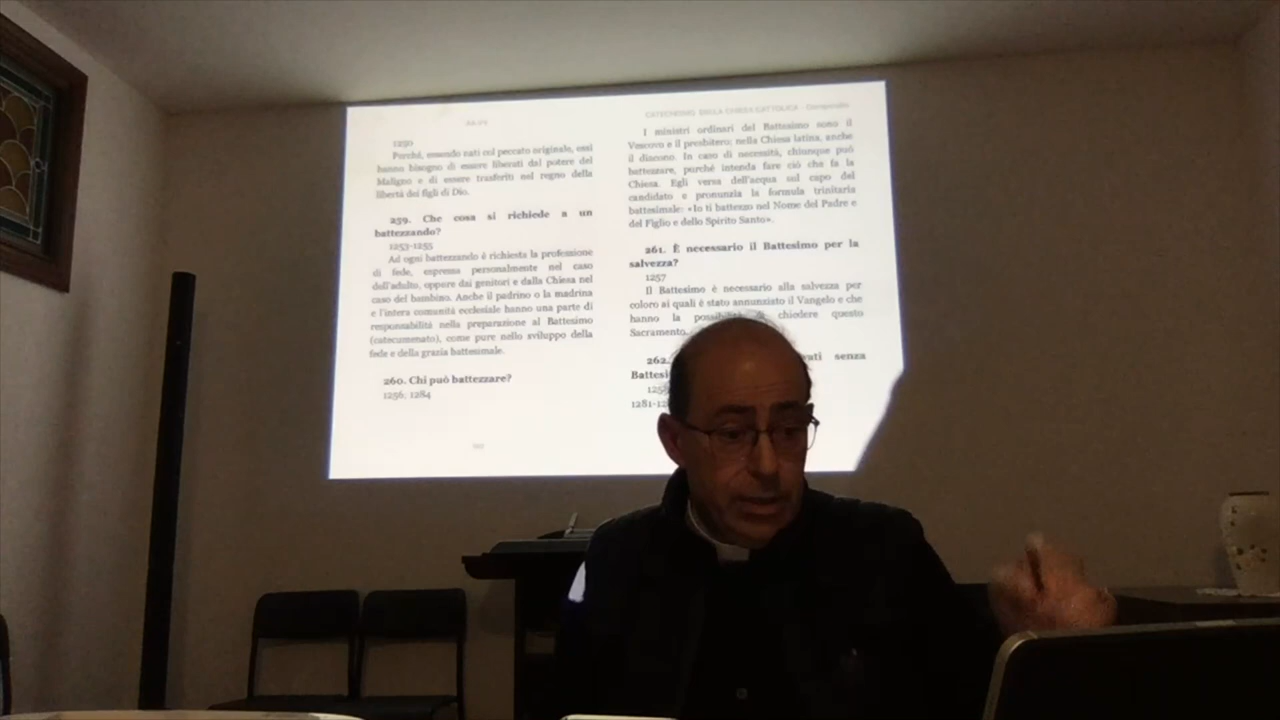 1250
Perché, essendo nati col peccato originale, essi
hanno bisogno di essere liberati dal potere del
Maligno e di essere trasferiti nel regno della
libertà dei figli di Dio.
259. Che cosa si richiede a un
battezzando?
1253-1255
Ad ogni battezzando è richiesta la professione
di fede, espressa personalmente nel caso
dell'adulto, oppure dai genitori e dalla Chiesa nel
caso del bambino. Anche il padrino o la madrina
e l'intera comunità ecclesiale hanno una parte di
responsabilità nella preparazione al Battesimo
(catecumenato), come pure nello sviluppo della
fede e della grazia battesimale.
260. Chi può battezzare?
1256, 1284
CATECHISMO DELLA CHIESA CATTOLICA - Compendio
I ministri ordinari del Battesimo sono il
Vescovo e il presbitero; nella Chiesa latina, anche
il diacono. In caso di necessità, chiunque può
battezzare, purché intenda fare ciò che fa la
Chiesa. Egli versa dell'acqua sul capo del
candidato e pronunzia la formula trinitaria
battesimale: «Io ti battezzo nel Nome del Padre e
del Figlio e dello Spirito Santo».
261. È necessario il Battesimo per la
salvezza?
1257
Il Battesimo è necessario alla salvezza per
coloro ai quali è stato annunziato il Vangelo e che
hanno la possibilità di chiedere questo
Sacramento.
262. senza